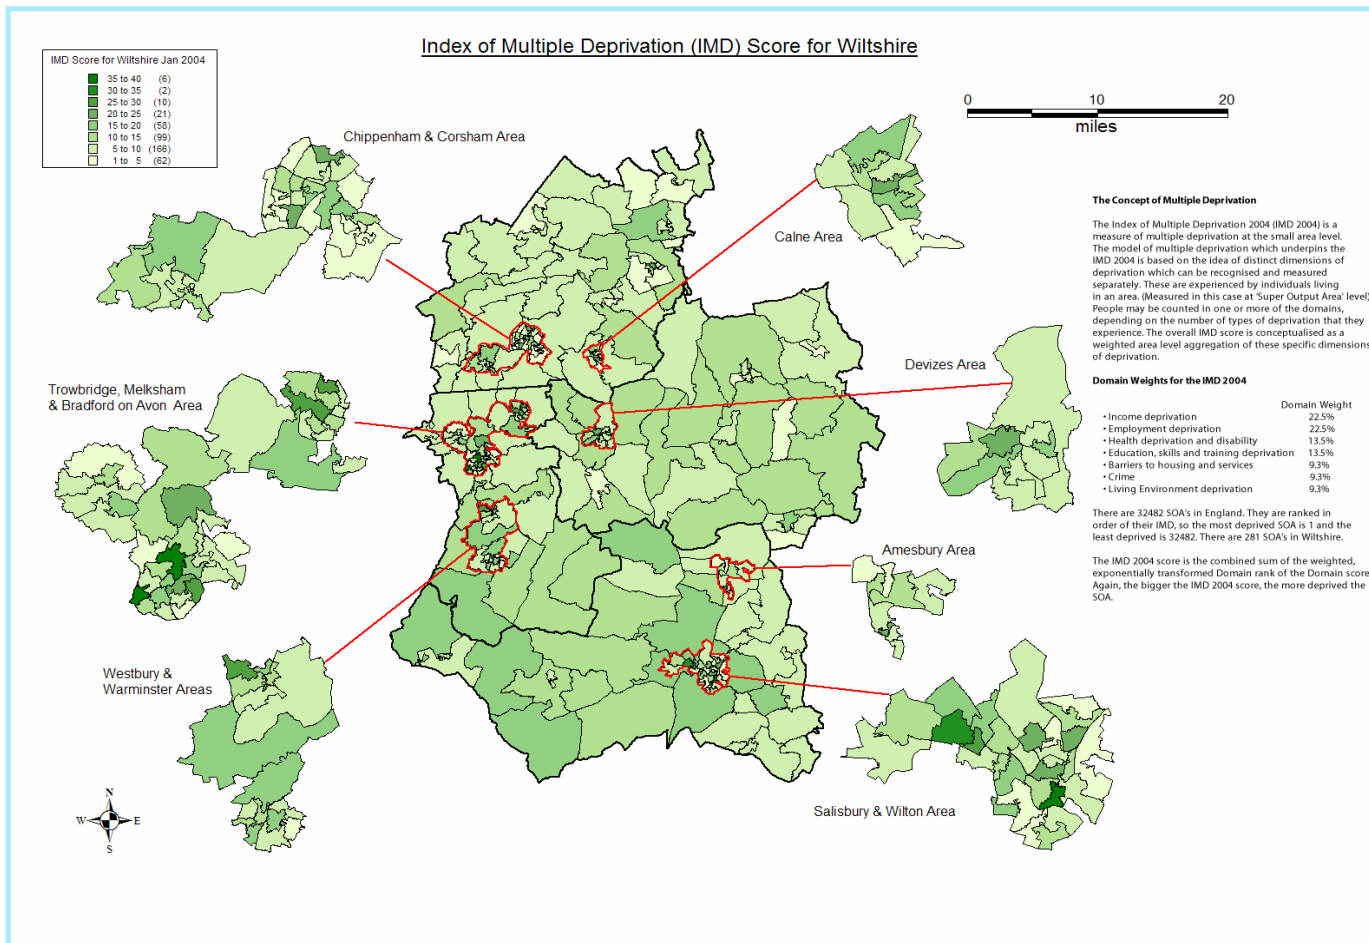 Index of Multiple Deprivation (IMD) Score for Wiltshire
IMD Score for Wiltshire Jan 2004
35 to 40 (6)
30 to 35 (2)
25 to 30 (10)
20 to 25 (21)
15 to 20 (58)
10 to 15 (99)
5 to 10 (166)
1 to 5 (62)
0 10 20
miles
Chippenham & Corsham Area
Calne Area
Devizes Area
Trowbridge, Melksham
& Bradford on Avon Area
Amesbury Area
Westbury &
Warminster Areas
Salisbury & Wilton Area
N
W E
S
The Concept of Multiple Deprivation
The Index of Multiple Deprivation 2004 (IMD 2004) is a
measure of multiple deprivation at the small area level.
The model of multiple deprivation which underpins the
IMD 2004 is based on the idea of distinct dimensions of
deprivation which can be recognised and measured
separately. These are experienced by individuals living
in an area. (Measured in this case at 'Super Output Area' level)
People may be counted in one or more of the domains,
depending on the number of types of deprivation that they
experience. The overall IMD score is conceptualised as a
weighted area level aggregation of these specific dimensions
of deprivation.
Domain Weights for the IMD 2004
Domain Weight
• Income deprivation 22.5%
• Employment deprivation 22.5%
• Health deprivation and disability 13.5%
• Education, skills and training deprivation 13.5%
• Barriers to housing and services 9.3%
• Crime 9.3%
• Living Environment deprivation 9.3%
There are 32482 SOA's in England. They are ranked in
order of their IMD, so the most deprived SOA is 1 and the
least deprived is 32482. There are 281 SOA's in Wiltshire.
The IMD 2004 score is the combined sum of the weighted,
exponentially transformed Domain rank of the Domain score
Again, the bigger the IMD 2004 score, the more deprived the
SOA.